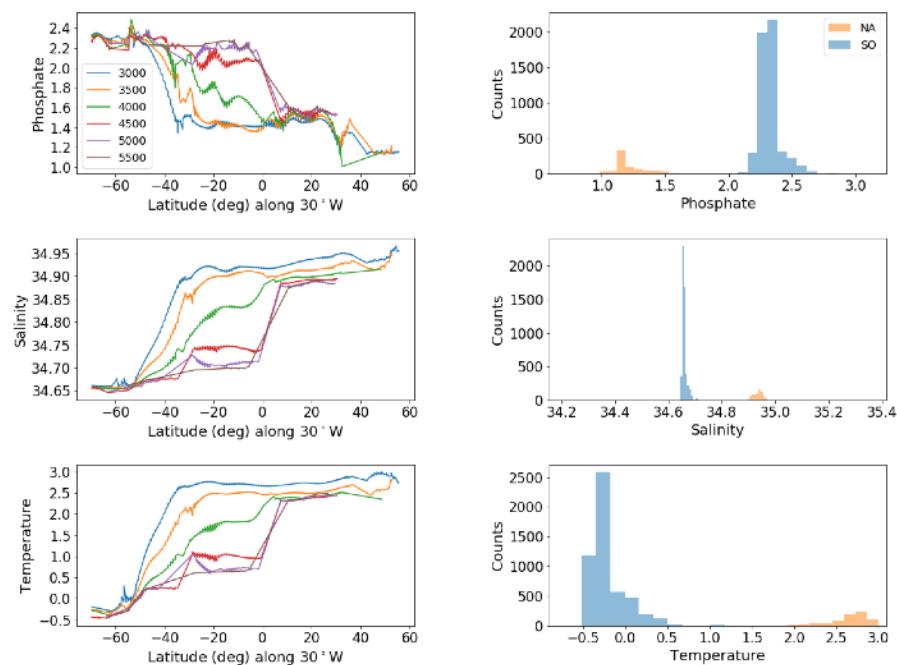 2.4
2.2
2.0
1.8
1.6
1.4
1.2
1.0
Phosphate
3000
3500
4000
4500
5000
5500
−60 −40 −20 0 20 40 60
Latitude (deg) along 30°W
2000
1500
1000
500
0
Counts
NA
SO
1.0 1.5 2.0 2.5 3.0
Phosphate
34.95
34.90
34.85
34.80
34.75
34.70
34.65
Salinity
−60 −40 −20 0 20 40 60
Latitude (deg) along 30°W
2000
1500
1000
500
0
Counts
34.2 34.4 34.6 34.8 35.0 35.2 35.4
Salinity
3.0
2.5
2.0
1.5
1.0
0.5
0.0
−0.5
Temperature
−60 −40 −20 0 20 40 60
Latitude (deg) along 30°W
2500
2000
1500
1000
500
0
Counts
−0.5 0.0 0.5 1.0 1.5 2.0 2.5 3.0
Temperature